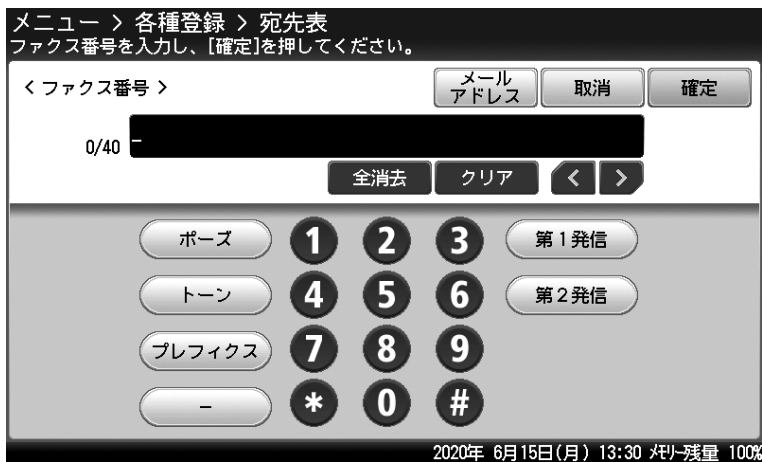 メニュー > 各種登録 > 宛先表
ファクス番号を入力し、[確定]を押してください。
<ファクス番号>
メール
アドレス
取消
確定
0/40 _
全消去
クリア
<
>
ポーズ
1
2
3
第1発信
トーン
4
5
6
第2発信
プレフィクス
7
8
9
-
*
0
#
2020年 6月15日(月) 13:30 ﾒﾓﾘｰ残量 100%